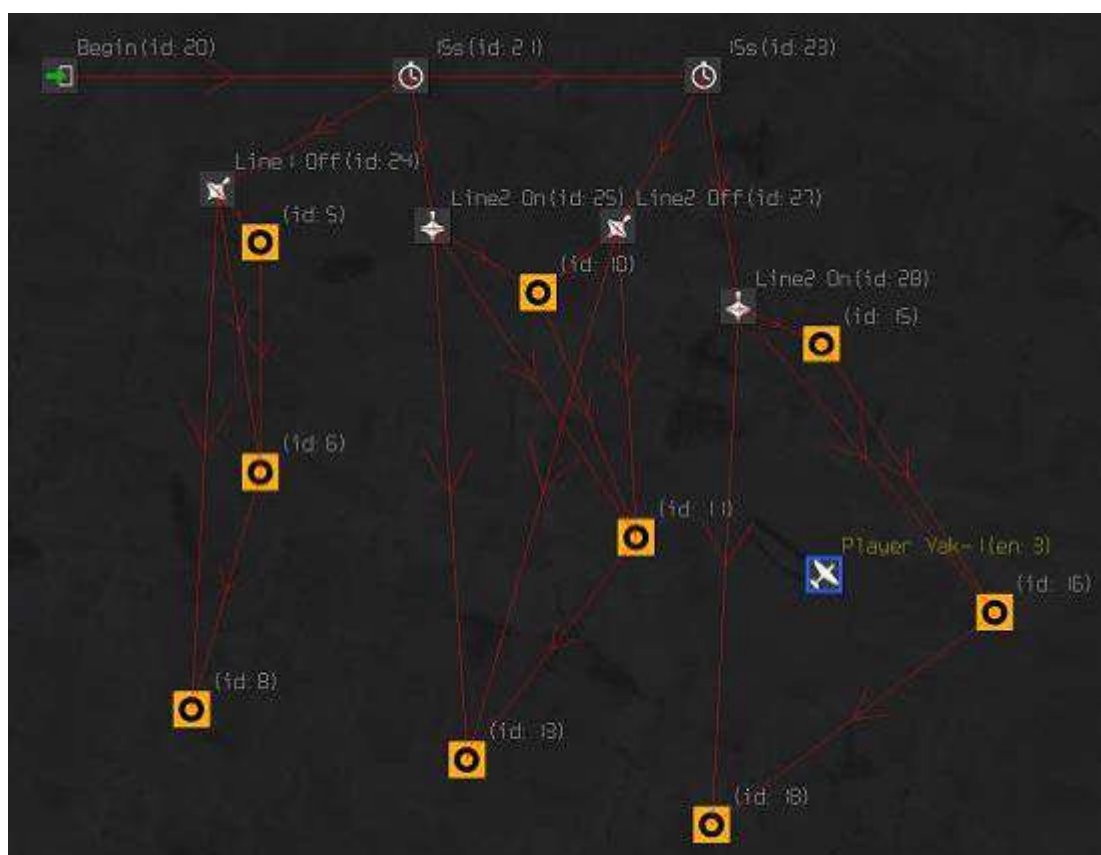 Begin(id: 20)
15s(id: 21)
15s(id: 23)
Line1 Off(id: 24)
Line2 On(id: 25)
Line2 Off(id: 27)
(id: 5)
(id: 10)
Line2 On(id: 28)
(id: 15)
(id: 6)
(id: 11)
Player Yak-1(en: 3)
(id: 16)
(id: 8)
(id: 13)
(id: 18)